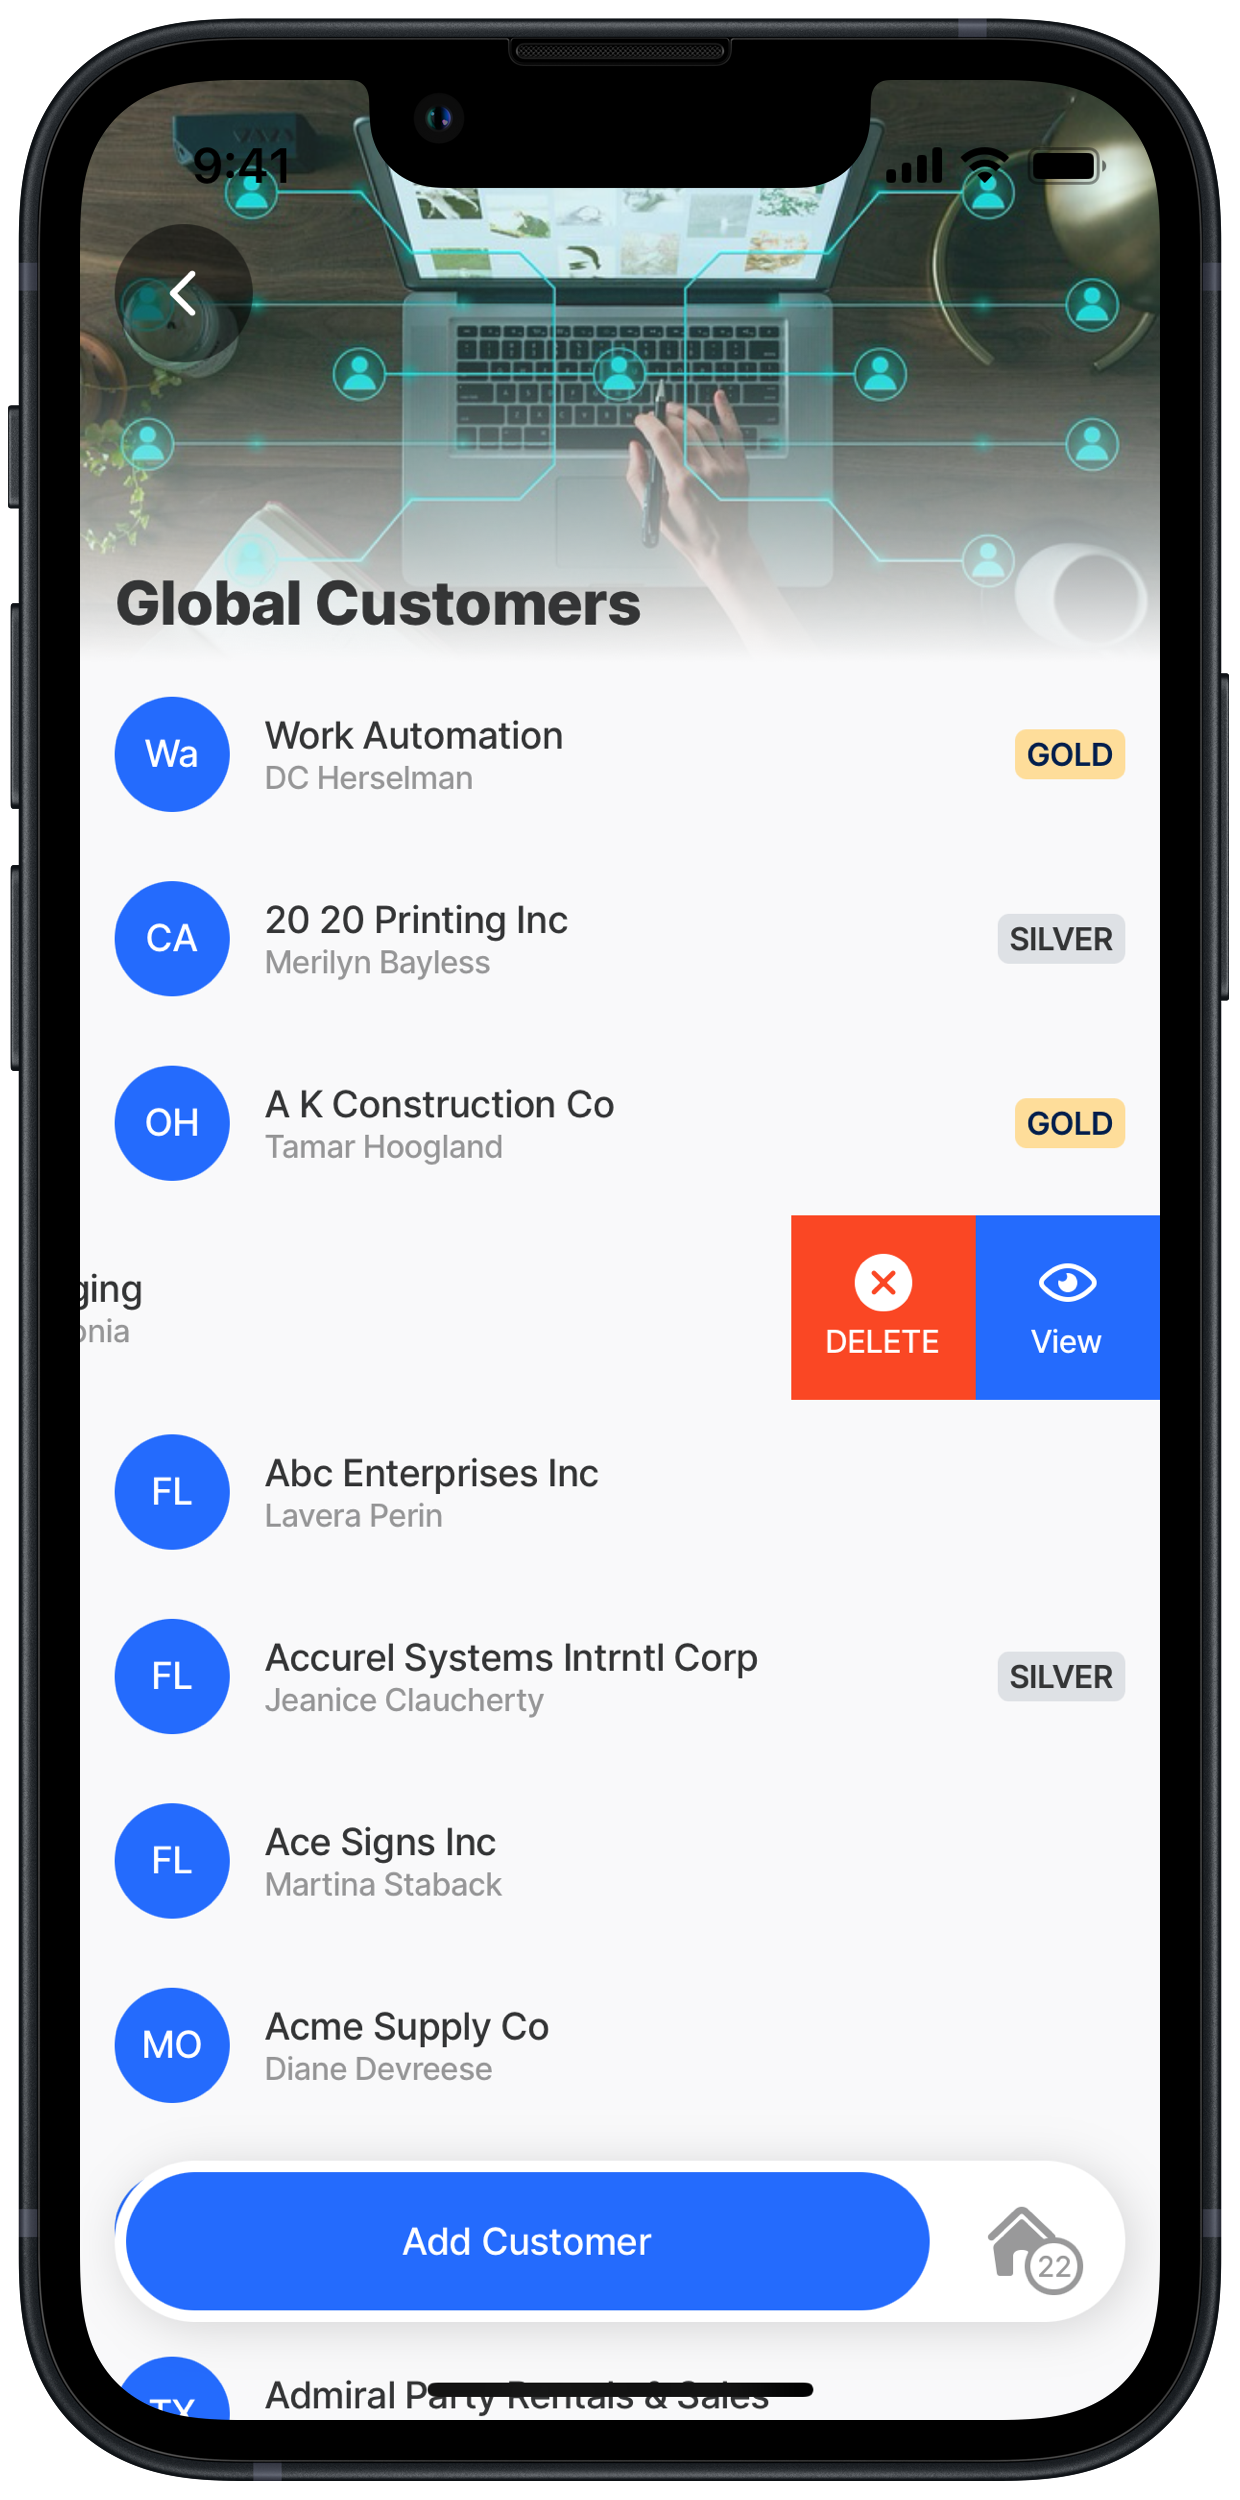 9:41
Global Customers
Wa
Work Automation
DC Herselman
GOLD
CA
20 20 Printing Inc
Merilyn Bayless
SILVER
OH
A K Construction Co
Tamar Hoogland
GOLD
ging
onia
DELETE
View
FL
Abc Enterprises Inc
Lavera Perin
FL
Accurel Systems Intrntl Corp
Jeanice Claucherty
SILVER
FL
Ace Signs Inc
Martina Staback
MO
Acme Supply Co
Diane Devreese
Add Customer
22
TX
Admiral Party Rentals & Sales